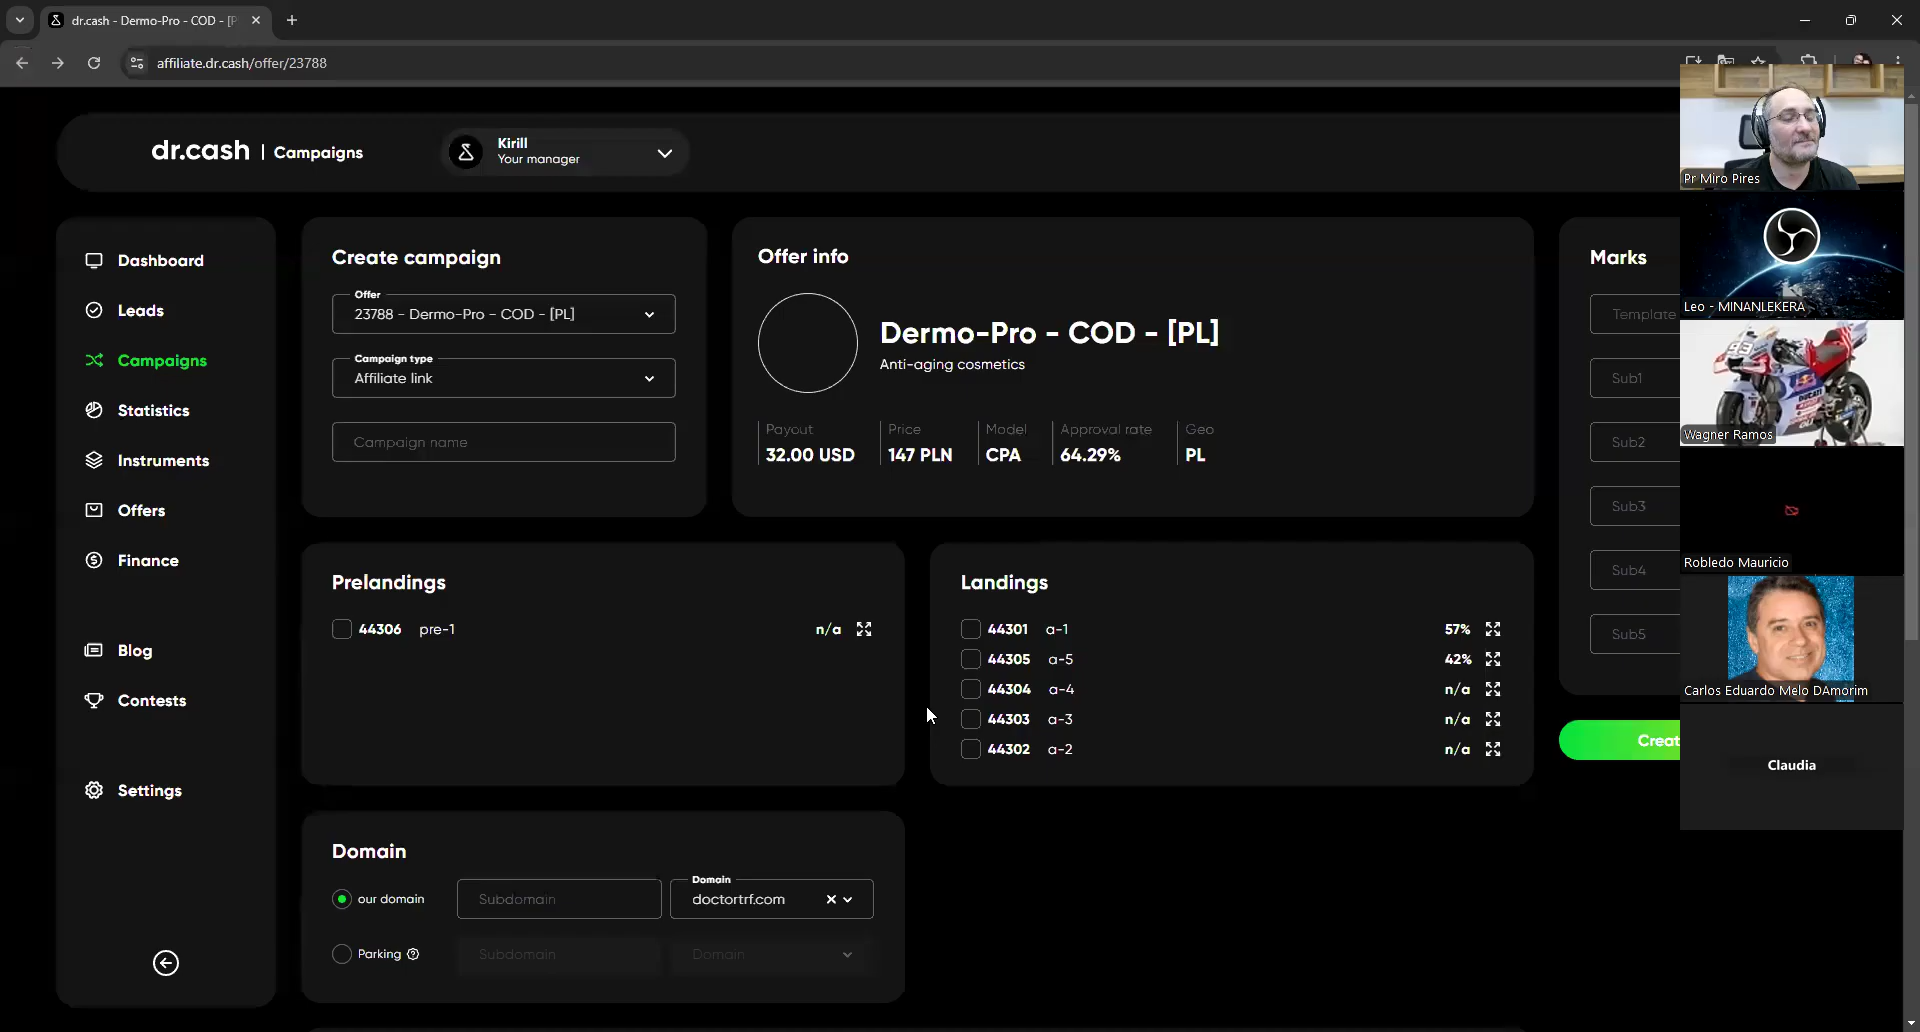 dr.cash - Dermo-Pro - COD - [P
affiliate.dr.cash/offer/23788
dr.cash | Campaigns
Kirill
Your manager
Dashboard
Leads
Campaigns
Statistics
Instruments
Offers
Finance
Blog
Contests
Settings
Create campaign
Offer
23788 - Dermo-Pro - COD - [PL]
Campaign type
Affiliate link
Campaign name
Offer info
Dermo-Pro - COD - [PL]
Anti-aging cosmetics
Payout
32.00 USD
Price
147 PLN
Model
CPA
Approval rate
64.29%
Geo
PL
Marks
Template
Sub1
Sub2
Sub3
Sub4
Sub5
Creat
Prelandings
44306 pre-1 n/a
Landings
44301 a-1 57%
44305 a-5 42%
44304 a-4 n/a
44303 a-3 n/a
44302 a-2 n/a
Domain
our domain
Subdomain
Domain
doctortrf.com
Parking
Subdomain
Domain
Pr Miro Pires
Leo - MINANLEKERA
93
Wagner Ramos
Robledo Mauricio
Carlos Eduardo Melo DAmorim
Claudia